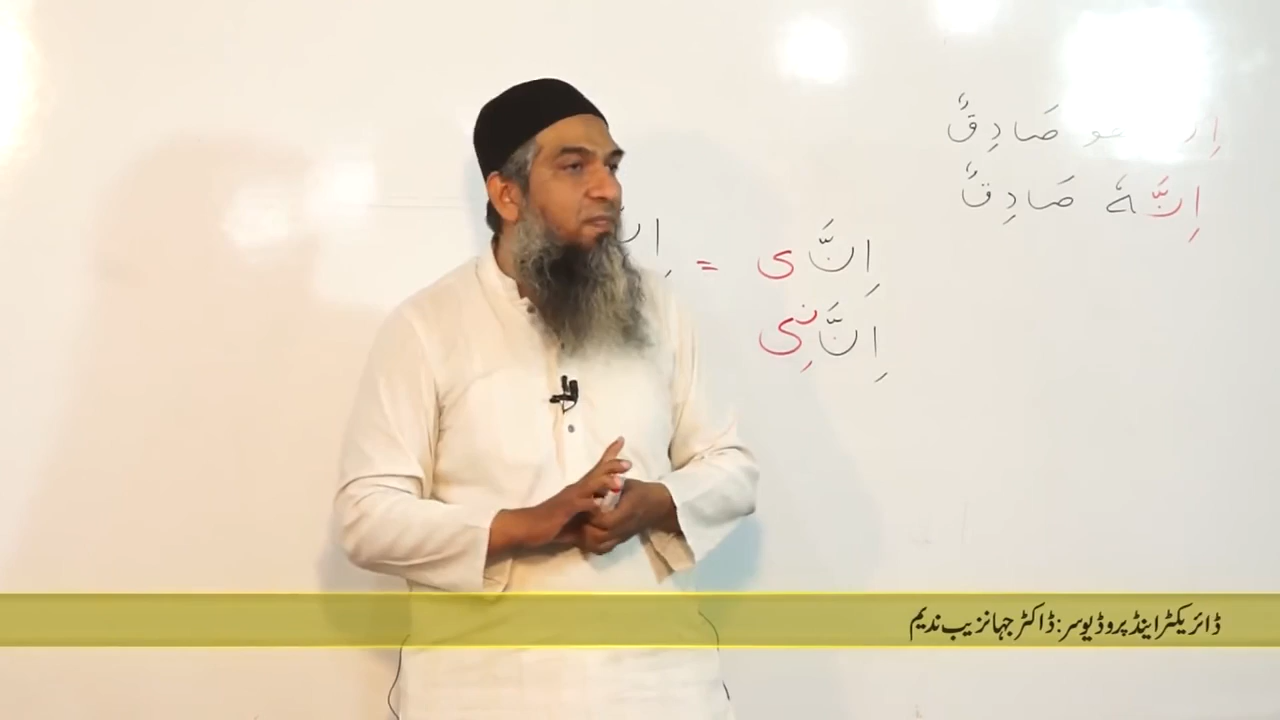 صَادِقٌ
اِنَّهٗ صَادِقٌ
اِنَّ ی =
اِنَّنِی
ڈائریکٹر اینڈ پروڈیوسر: ڈاکٹر جہانزیب ندیم